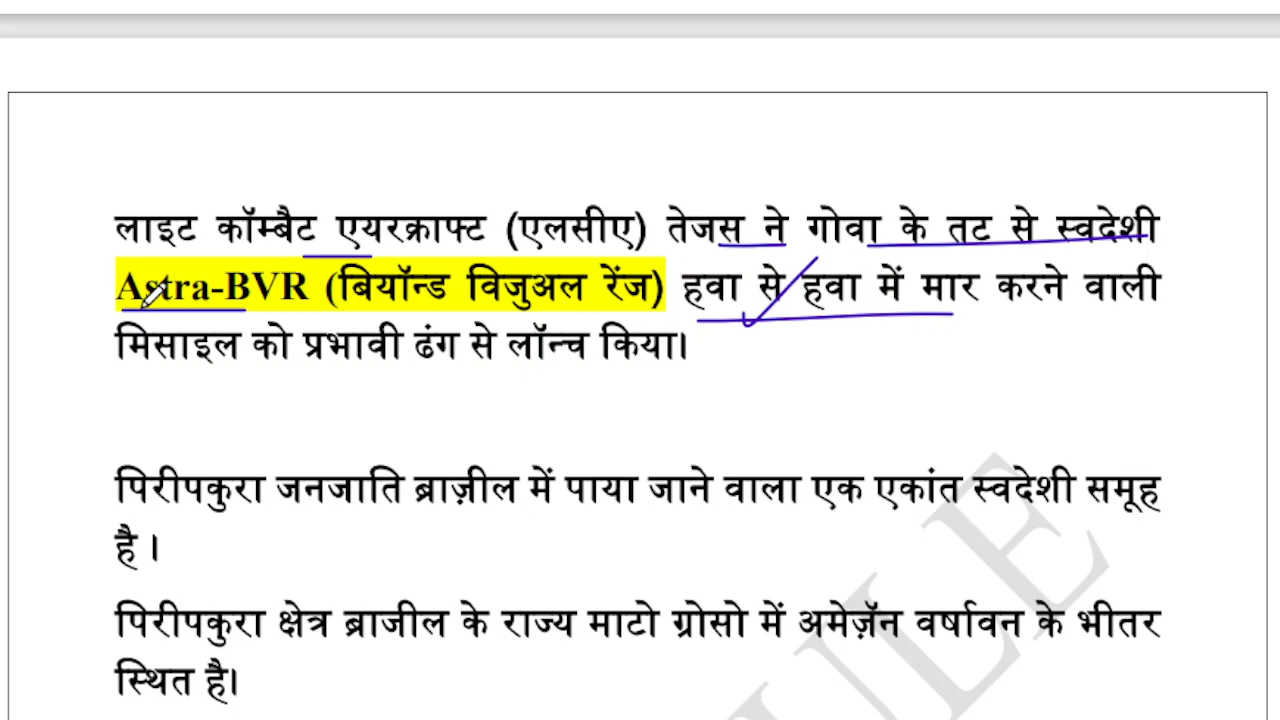 लाइट कॉम्बैट एयरक्राफ्ट (एलसीए) तेजस ने गोवा के तट से स्वदेशी
Astra-BVR (बियॉन्ड विजुअल रेंज) हवा से हवा में मार करने वाली
मिसाइल को प्रभावी ढंग से लॉन्च किया।
पिरीपकुरा जनजाति ब्राज़ील में पाया जाने वाला एक एकांत स्वदेशी समूह
है ।
पिरीपकुरा क्षेत्र ब्राजील के राज्य माटो ग्रोसो में अमेज़ॅन वर्षावन के भीतर
स्थित है।